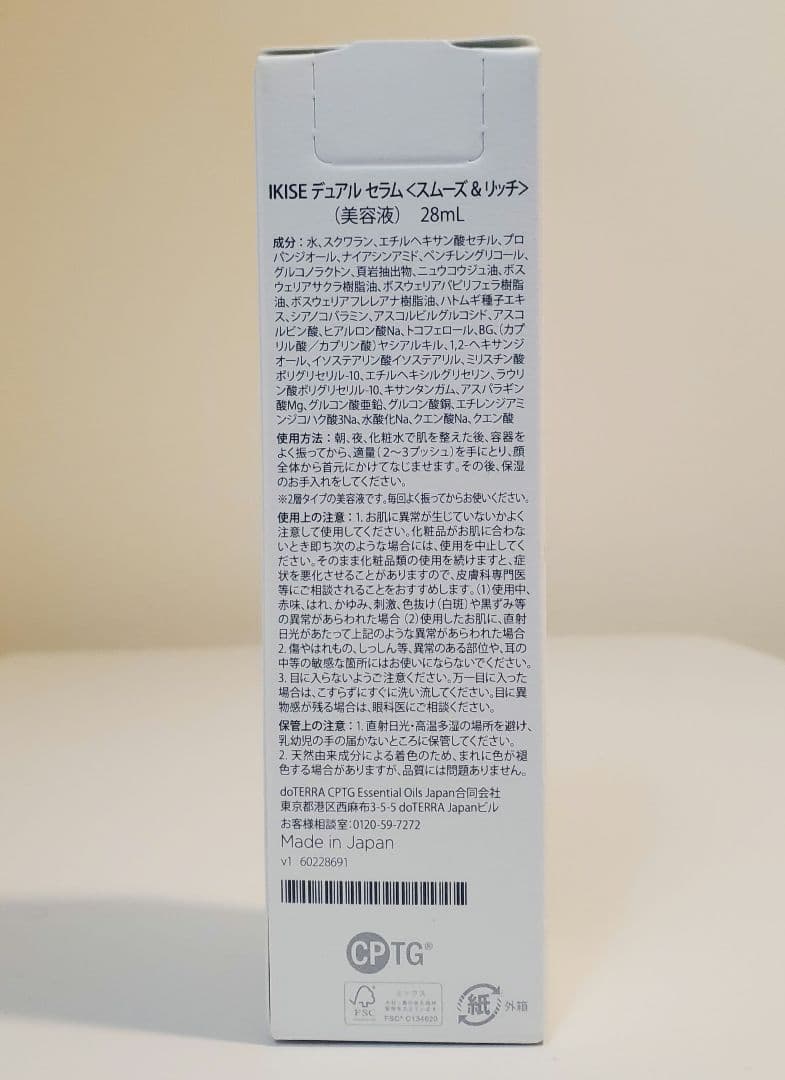 IKISE デュアル セラム<スムーズ & リッチ>
(美容液) 28mL
成分:水、スクワラン、エチルヘキサン酸セチル、プロ
パンジオール、ナイアシンアミド、ペンチレングリコール、
グルコノラクトン、頁岩抽出物、ニュウコウジュ油、ボス
ウェリアサクラ樹脂油、ボスウェリアパピリフェラ樹脂
油、ボスウェリアフレレアナ樹脂油、ハトムギ種子エキ
ス、シアノコバラミン、アスコルビルグルコシド、アスコ
ルビン酸、ヒアルロン酸Na、トコフェロール、BG、(カプ
リル酸/カプリン酸)ヤシアルキル、1,2-ヘキサンジ
オール、イソステアリン酸イソステアリル、ミリスチン酸
ポリグリセリル-10、エチルヘキシルグリセリン、ラウリ
ン酸ポリグリセリル-10、キサンタンガム、アスパラギン
酸Mg、グルコン酸亜鉛、グルコン酸銅、エチレンジアミ
ンジコハク酸3Na、水酸化Na、クエン酸Na、クエン酸
使用方法:朝、夜、化粧水で肌を整えた後、容器を
よく振ってから、適量(2〜3プッシュ)を手にとり、顔
全体から首元にかけてなじませます。その後、保湿
のお手入れをしてください。
※2層タイプの美容液です。毎回よく振ってからお使いください。
使用上の注意:1. お肌に異常が生じていないかよく
注意して使用してください。化粧品がお肌に合わな
いとき即ち次のような場合には、使用を中止してく
ださい。そのまま化粧品類の使用を続けますと、症
状を悪化させることがありますので、皮膚科専門医
等にご相談されることをおすすめします。(1)使用中、
赤味、はれ、かゆみ、刺激、色抜け(白斑)や黒ずみ等
の異常があらわれた場合 (2)使用したお肌に、直射
日光があたって上記のような異常があらわれた場合
2. 傷やはれもの、しっしん等、異常のある部位や、耳の
中等の敏感な箇所にはお使いにならないでください。
3. 目に入らないようご注意ください。万一目に入った
場合は、こすらずにすぐに洗い流してください。目に異
物感が残る場合は、眼科医にご相談ください。
保管上の注意:1. 直射日光・高温多湿の場所を避け、
乳幼児の手の届かないところに保管してください。
2. 天然由来成分による着色のため、まれに色が褪
色する場合がありますが、品質には問題ありません。
doTERRA CPTG Essential Oils Japan合同会社
東京都港区西麻布3-5-5 doTERRA Japanビル
お客様相談室:0120-59-7272
Made in Japan
v1 60228691
CPTG®
ミックス
FSC
FSC® C134620
紙 外箱